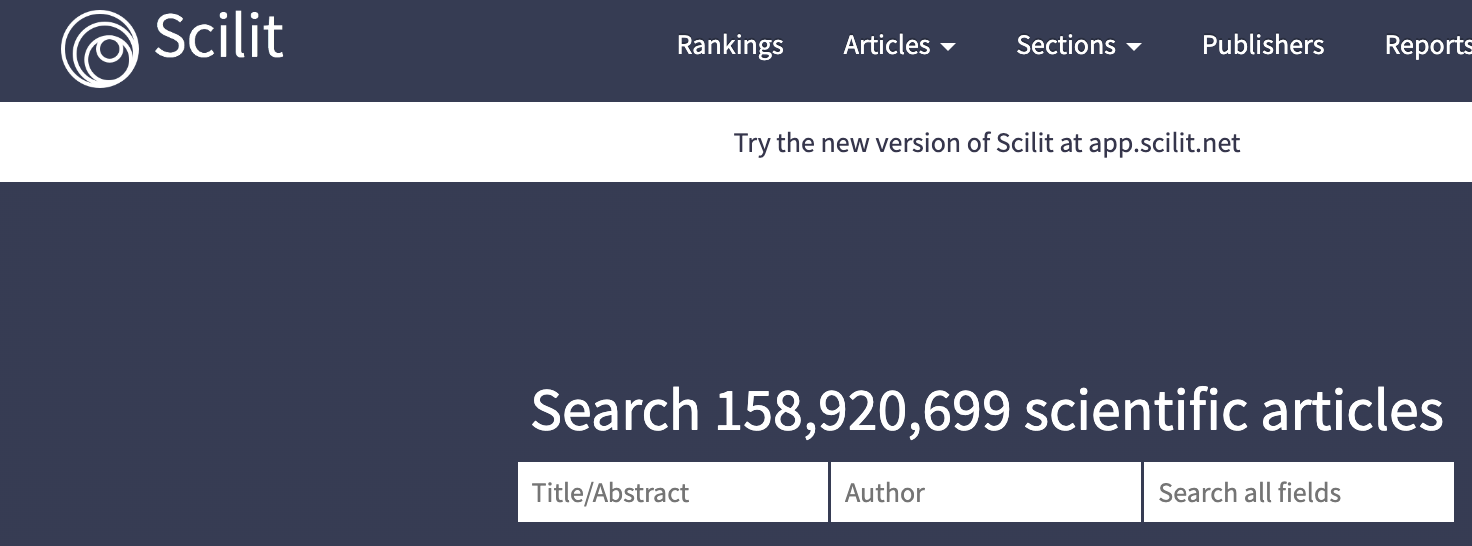 Scilit
Rankings Articles Sections Publishers Reports
Try the new version of Scilit at app.scilit.net
Search 158,920,699 scientific articles
Title/Abstract Author Search all fields